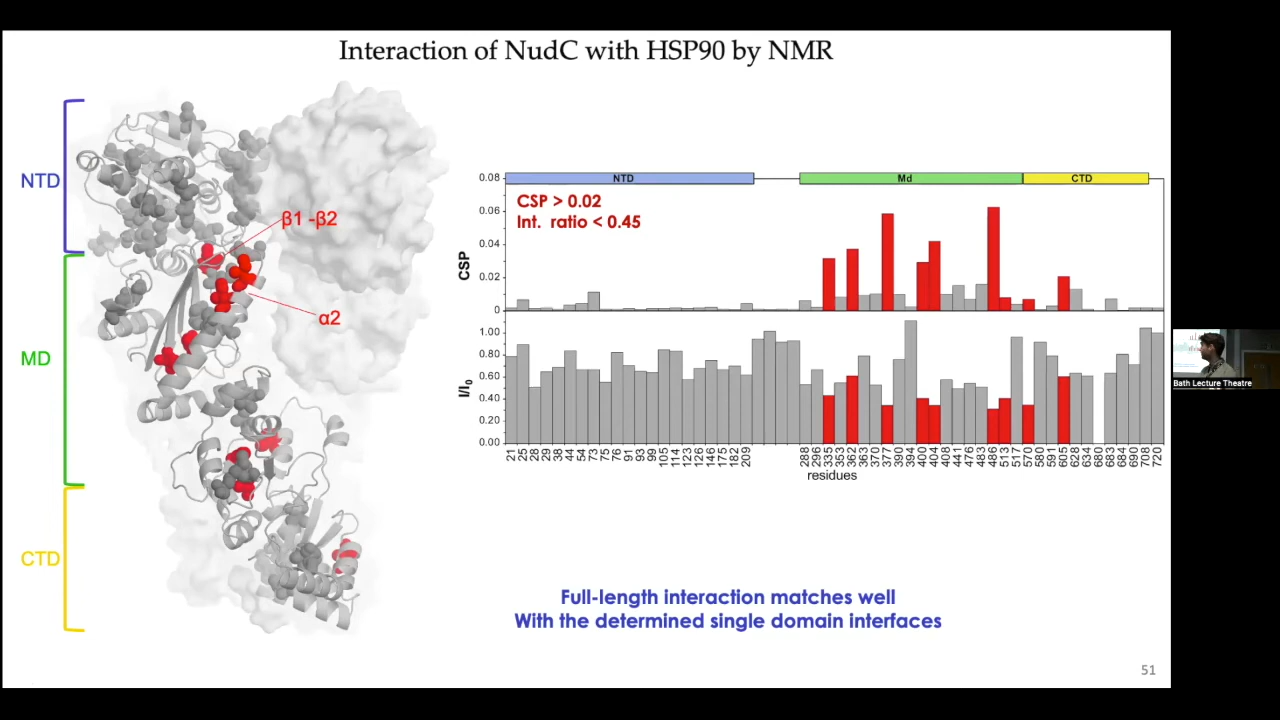 Interaction of NudC with HSP90 by NMR
NTD
MD
CTD
β1 -β2
α2
NTD
Md
CTD
CSP > 0.02
Int. ratio < 0.45
CSP
0.08
0.06
0.04
0.02
0
I/I0
1.00
0.80
0.60
0.40
0.20
0.00
21 25 28 29 38 44 54 73 75 76 91 93 99 105 114 123 126 146 175 182 209 288 296 335 353 362 363 370 377 390 394 400 404 408 441 476 483 486 513 517 570 580 591 605 628 634 680 683 684 690 708 720
residues
Full-length interaction matches well
With the determined single domain interfaces
51
Bath Lecture Theatre